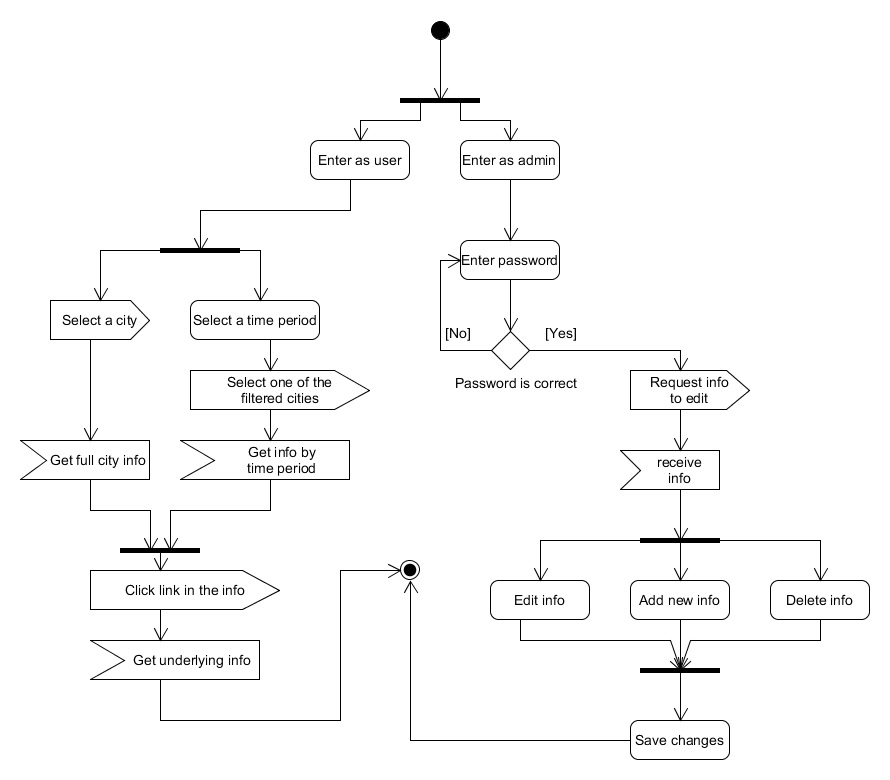 Enter as user
Enter as admin
Enter password
Select a city
Select a time period
[No]
[Yes]
Password is correct
Select one of the
filtered cities
Request info
to edit
Get full city info
Get info by
time period
receive
info
Click link in the info
Edit info
Add new info
Delete info
Get underlying info
Save changes